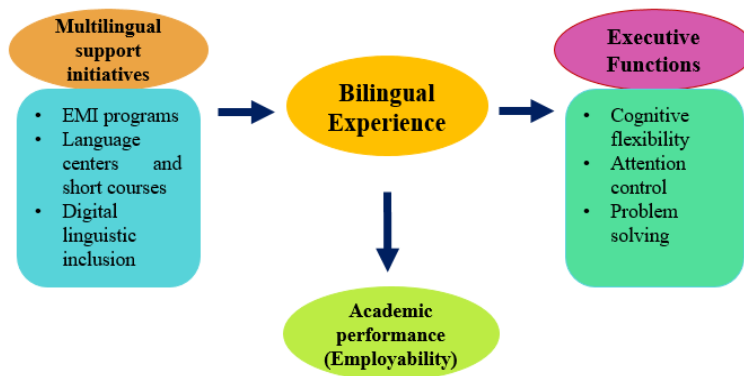 Multilingual
support
initiatives
• EMI programs
• Language
centers and
short courses
• Digital
linguistic
inclusion
Bilingual
Experience
Executive
Functions
• Cognitive
flexibility
• Attention
control
• Problem
solving
Academic
performance
(Employability)